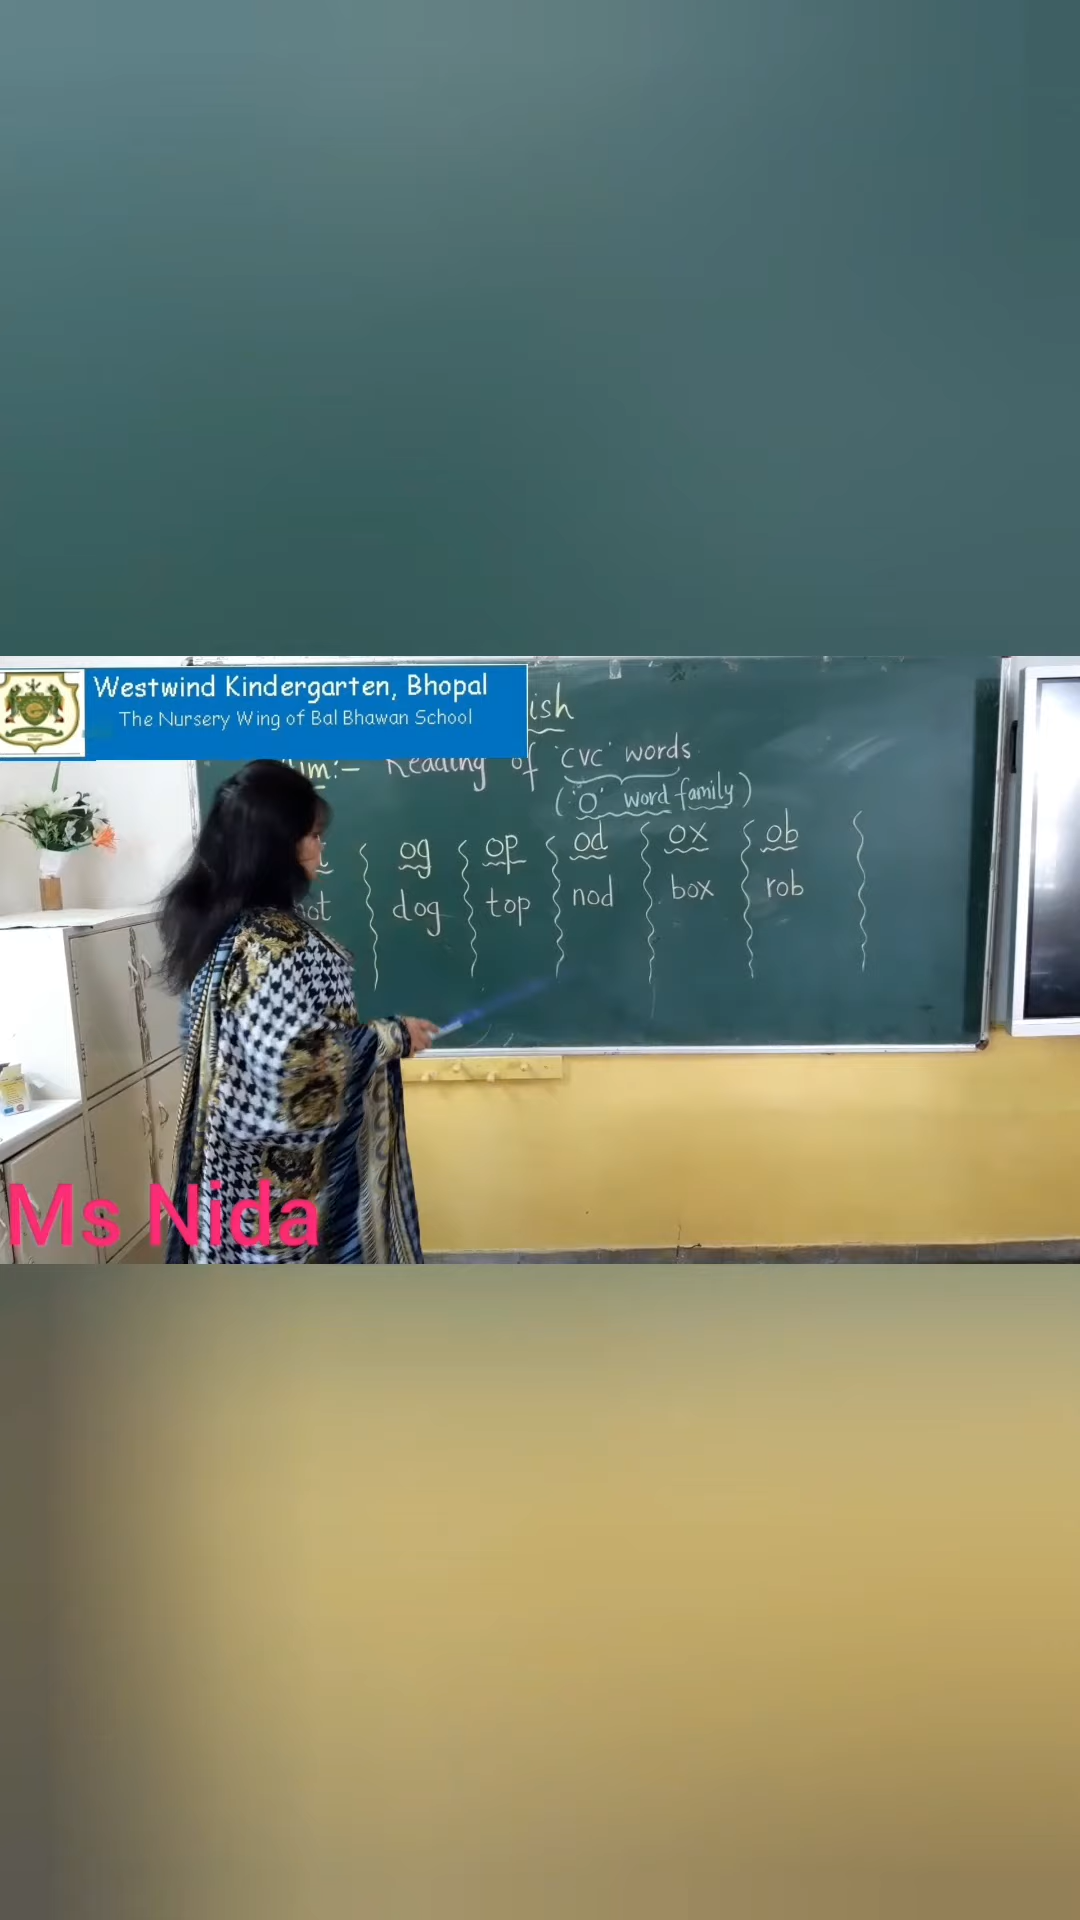 Westwind Kindergarten, Bhopal
The Nursery Wing of Bal Bhawan School
ish
Aim:- Reading of 'CVC' words
('O' word family)
og op od ox ob
dog top nod box rob
Ms Nida